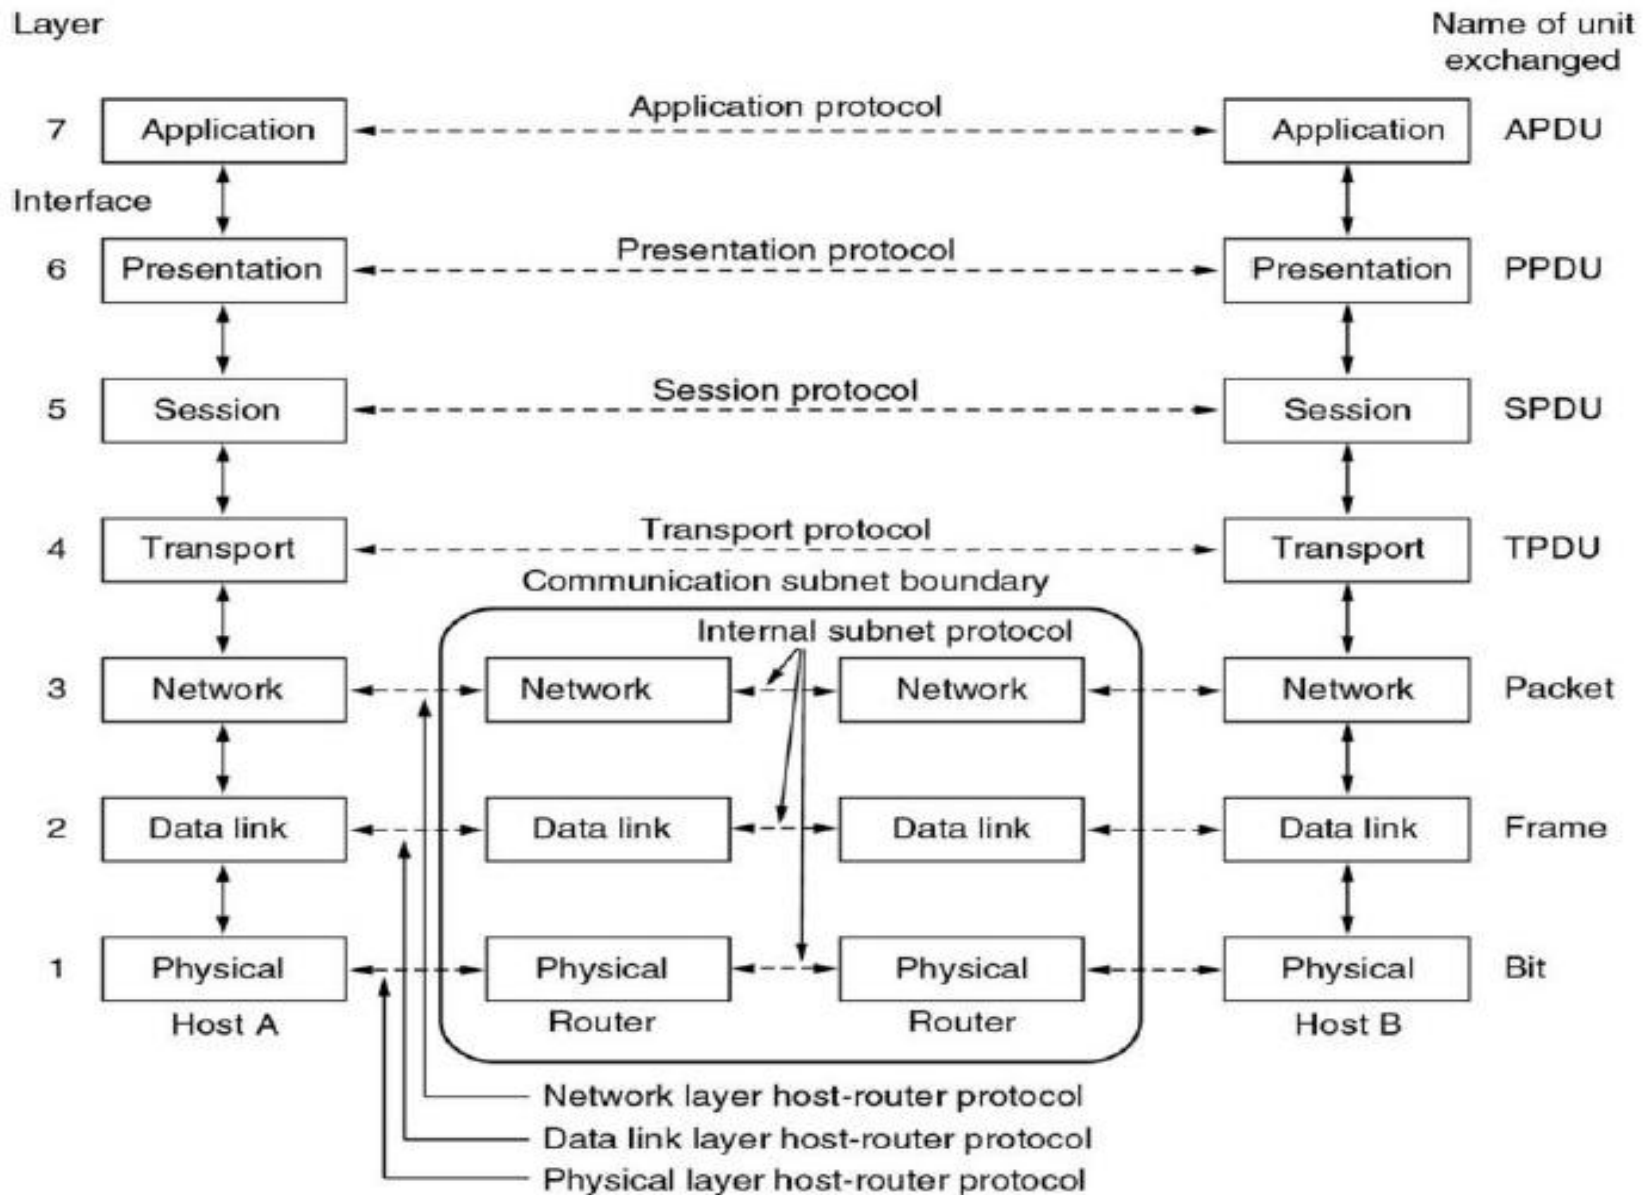 Layer
Name of unit
exchanged
7 Application Application protocol Application APDU
Interface
6 Presentation Presentation protocol Presentation PPDU
5 Session Session protocol Session SPDU
4 Transport Transport protocol Transport TPDU
Communication subnet boundary
Internal subnet protocol
3 Network Network Network Network Packet
2 Data link Data link Data link Data link Frame
1 Physical Physical Physical Physical Bit
Host A Router Router Host B
Network layer host-router protocol
Data link layer host-router protocol
Physical layer host-router protocol